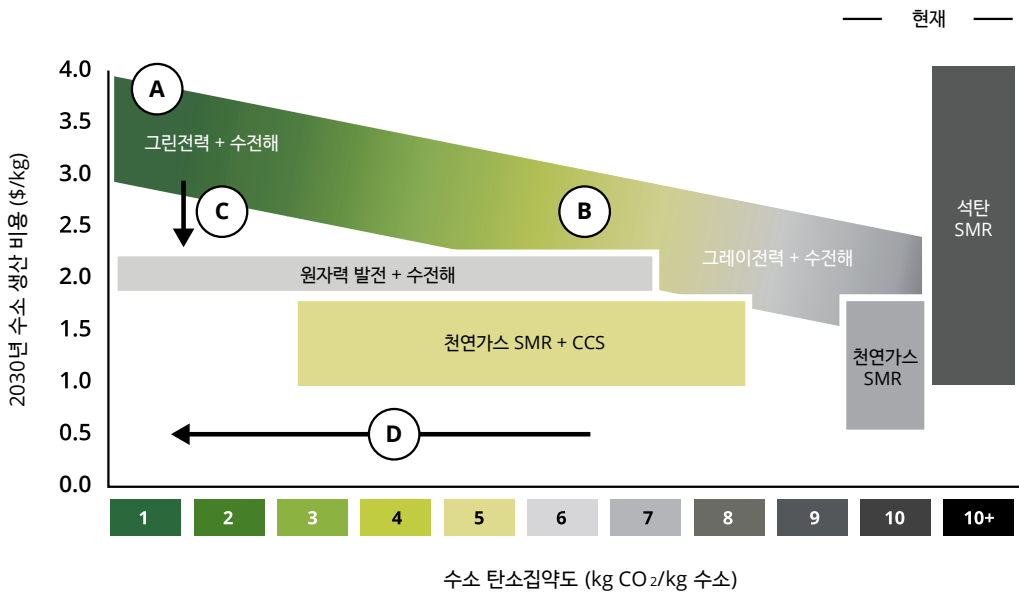 현재
2030년 수소 생산 비용 ($/kg)
4.0
3.5
3.0
2.5
2.0
1.5
1.0
0.5
0.0
A
그린전력 + 수전해
C
B
그레이전력 + 수전해
석탄
SMR
원자력 발전 + 수전해
천연가스 SMR + CCS
천연가스
SMR
D
1
2
3
4
5
6
7
8
9
10
10+
수소 탄소집약도 (kg CO₂/kg 수소)